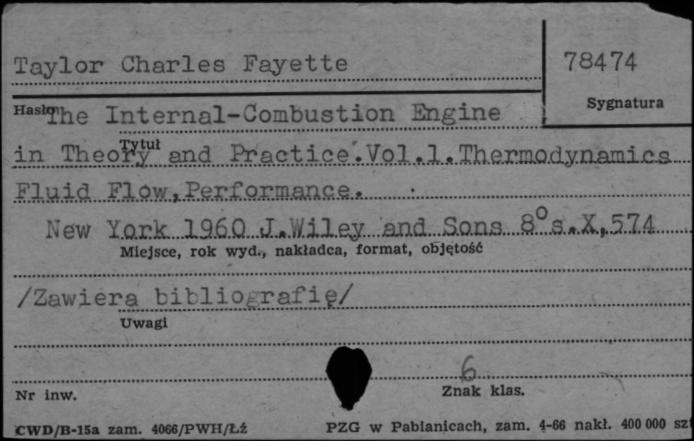 Taylor Charles Fayette
78474
Hasło
Sygnatura
The Internal-Combustion Engine
Tytuł
in Theory and Practice.Vol.1.Thermodynamics
Fluid Flow,Performance.
New York 1960 J.Wiley and Sons 8°s.X,574
Miejsce, rok wyd., nakładca, format, objętość
/Zawiera bibliografię/
Uwagi
6
Nr inw.
Znak klas.
CWD/B-15a zam. 4066/PWH/Łź
PZG w Pabianicach, zam. 4-66 nakł. 400 000 szt